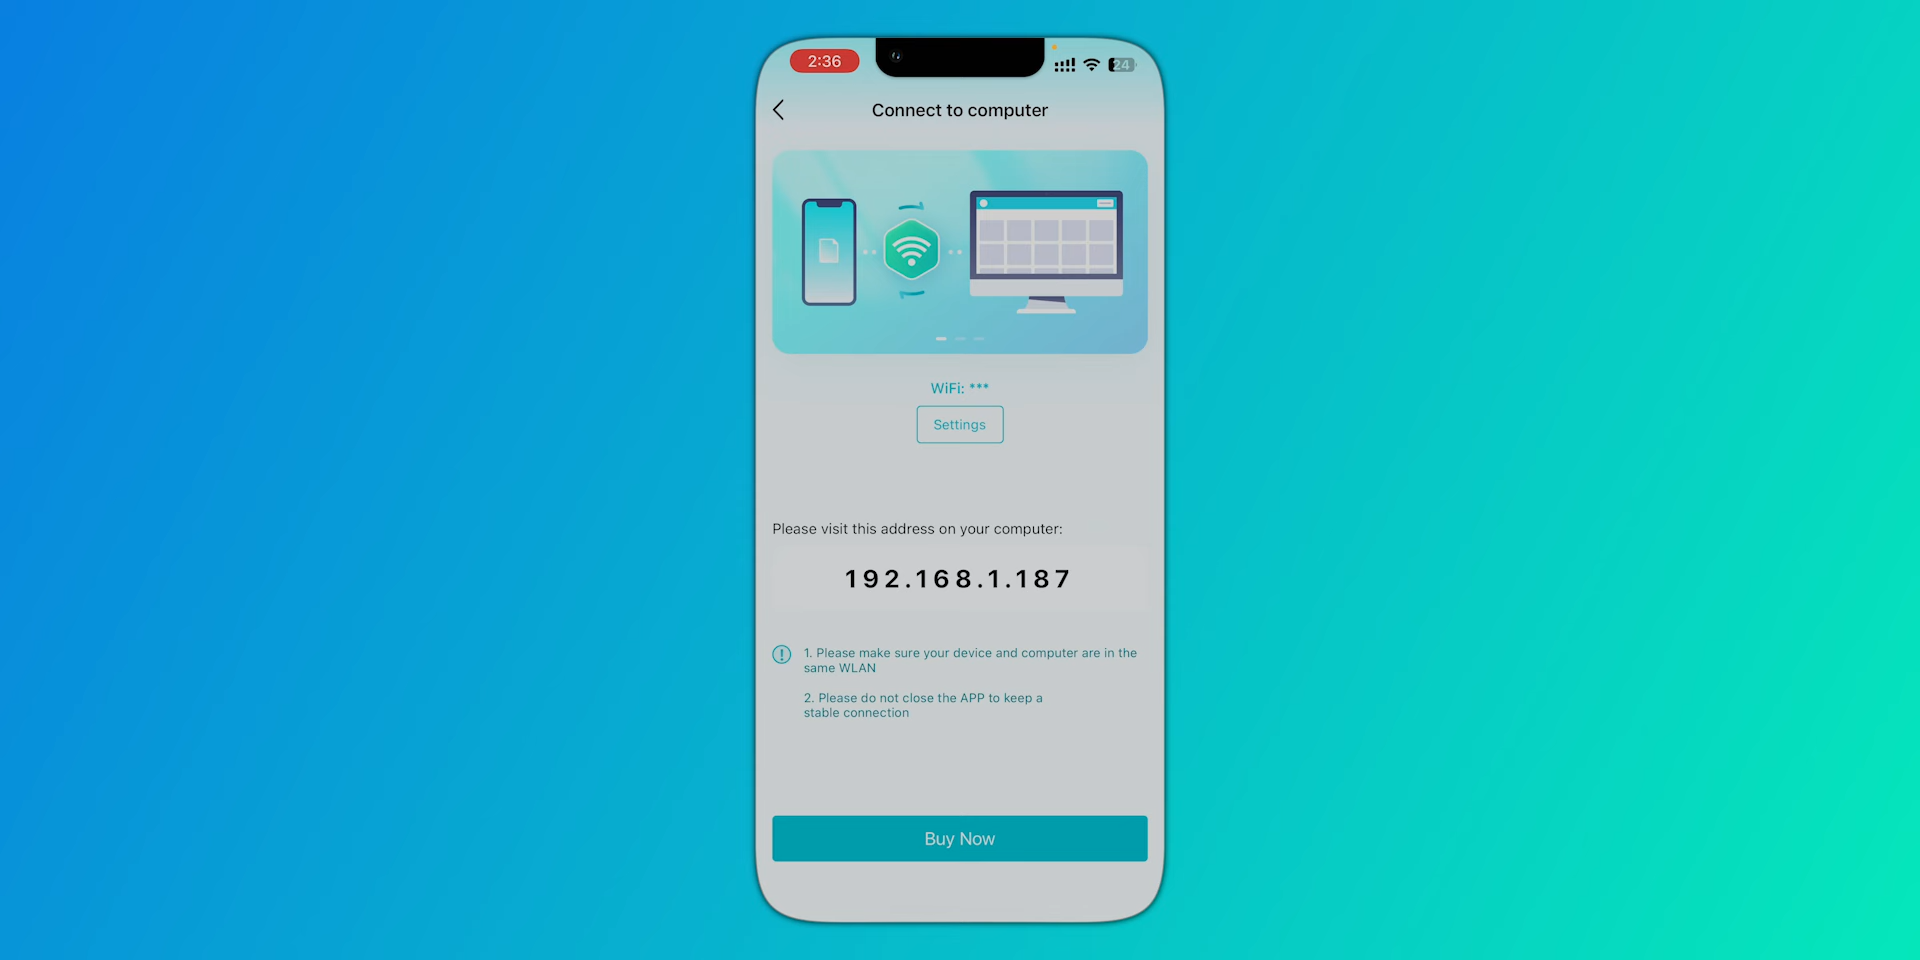 2:36
24
Connect to computer
WiFi: ***
Settings
Please visit this address on your computer:
192.168.1.187
1. Please make sure your device and computer are in the
same WLAN
2. Please do not close the APP to keep a
stable connection
Buy Now